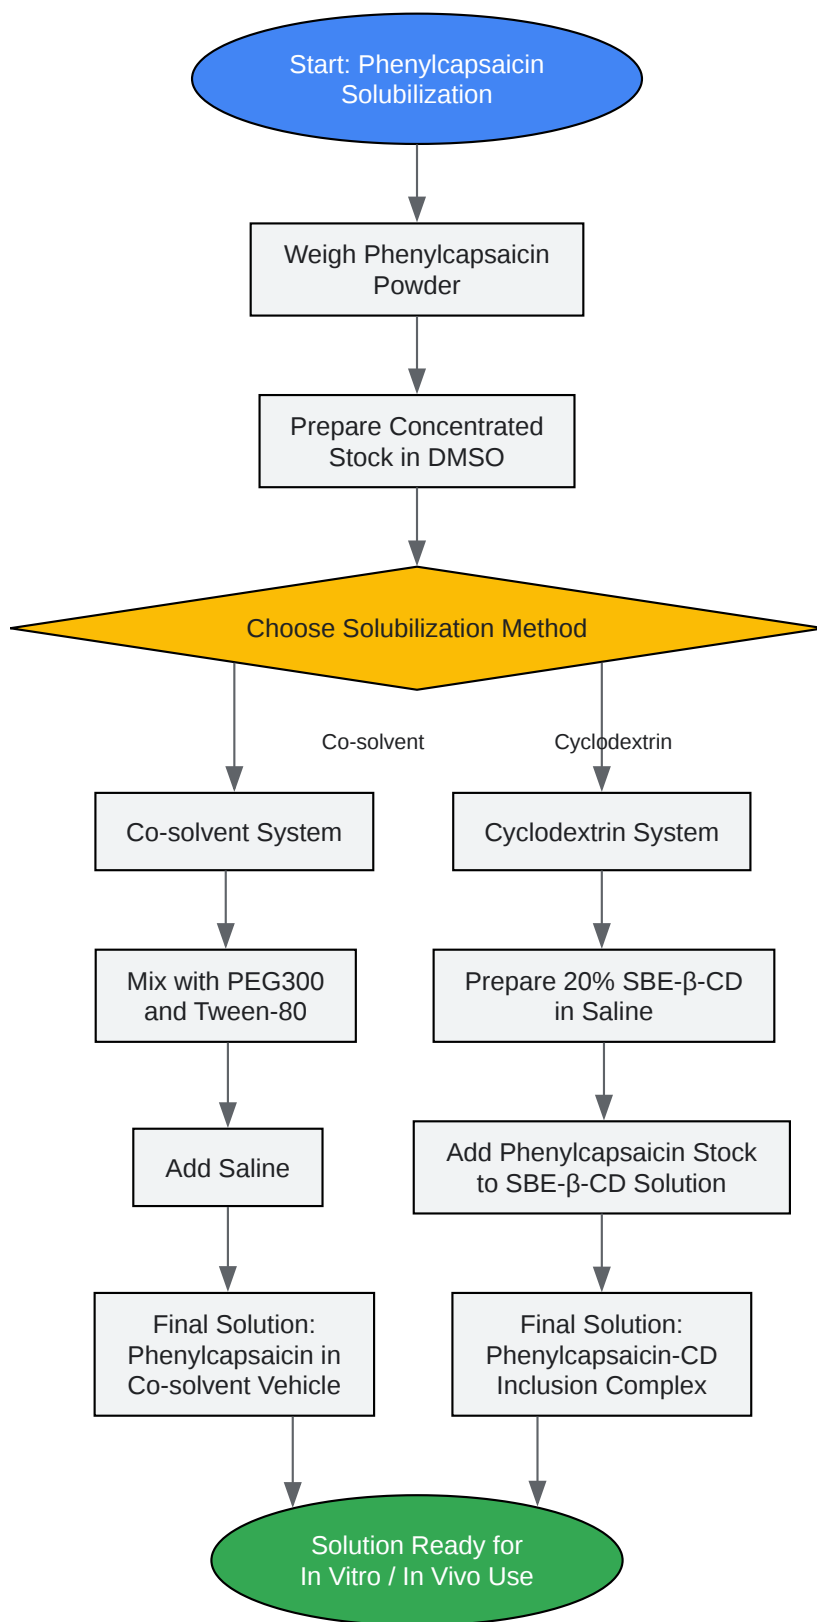 Start: Phenylcapsaicin
Solubilization
Weigh Phenylcapsaicin
Powder
Prepare Concentrated
Stock in DMSO
Choose Solubilization Method
Co-solvent
Cyclodextrin
Co-solvent System
Cyclodextrin System
Mix with PEG300
and Tween-80
Prepare 20% SBE-β-CD
in Saline
Add Saline
Add Phenylcapsaicin Stock
to SBE-β-CD Solution
Final Solution:
Phenylcapsaicin in
Co-solvent Vehicle
Final Solution:
Phenylcapsaicin-CD
Inclusion Complex
Solution Ready for
In Vitro / In Vivo Use